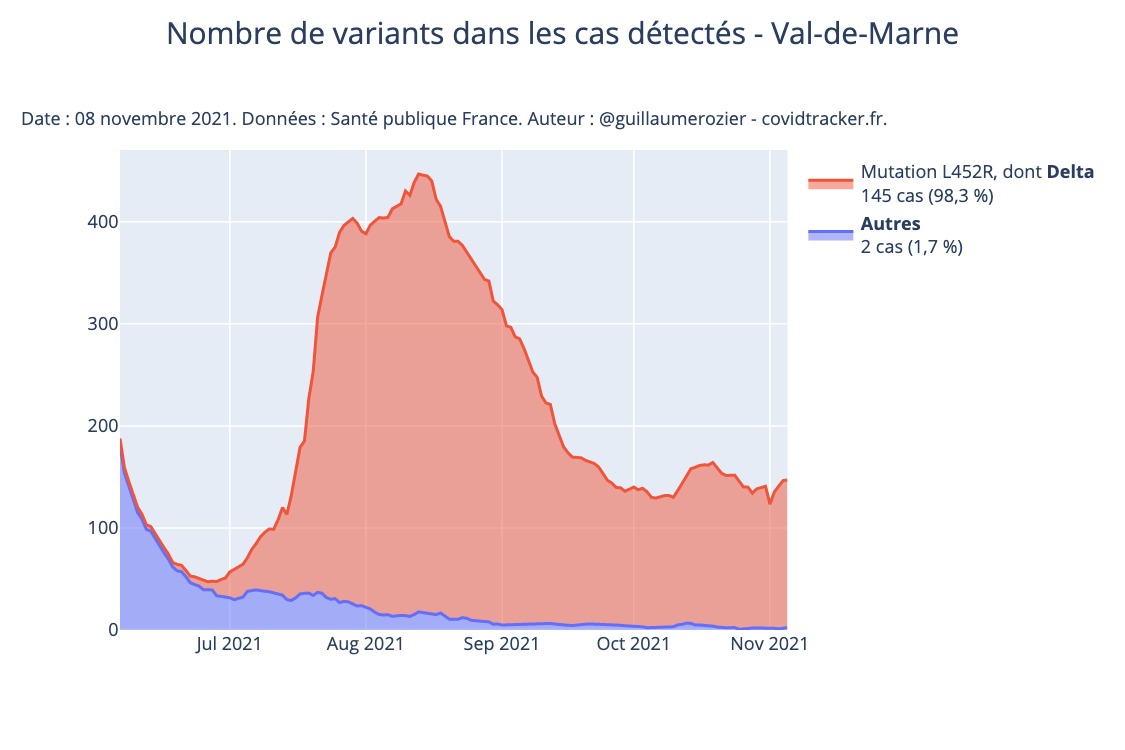 Nombre de variants dans les cas détectés - Val-de-Marne
Date : 08 novembre 2021. Données : Santé publique France. Auteur : @guillaumerozier - covidtracker.fr.
Mutation L452R, dont Delta
145 cas (98,3 %)
Autres
2 cas (1,7 %)
400
300
200
100
0
Jul 2021
Aug 2021
Sep 2021
Oct 2021
Nov 2021